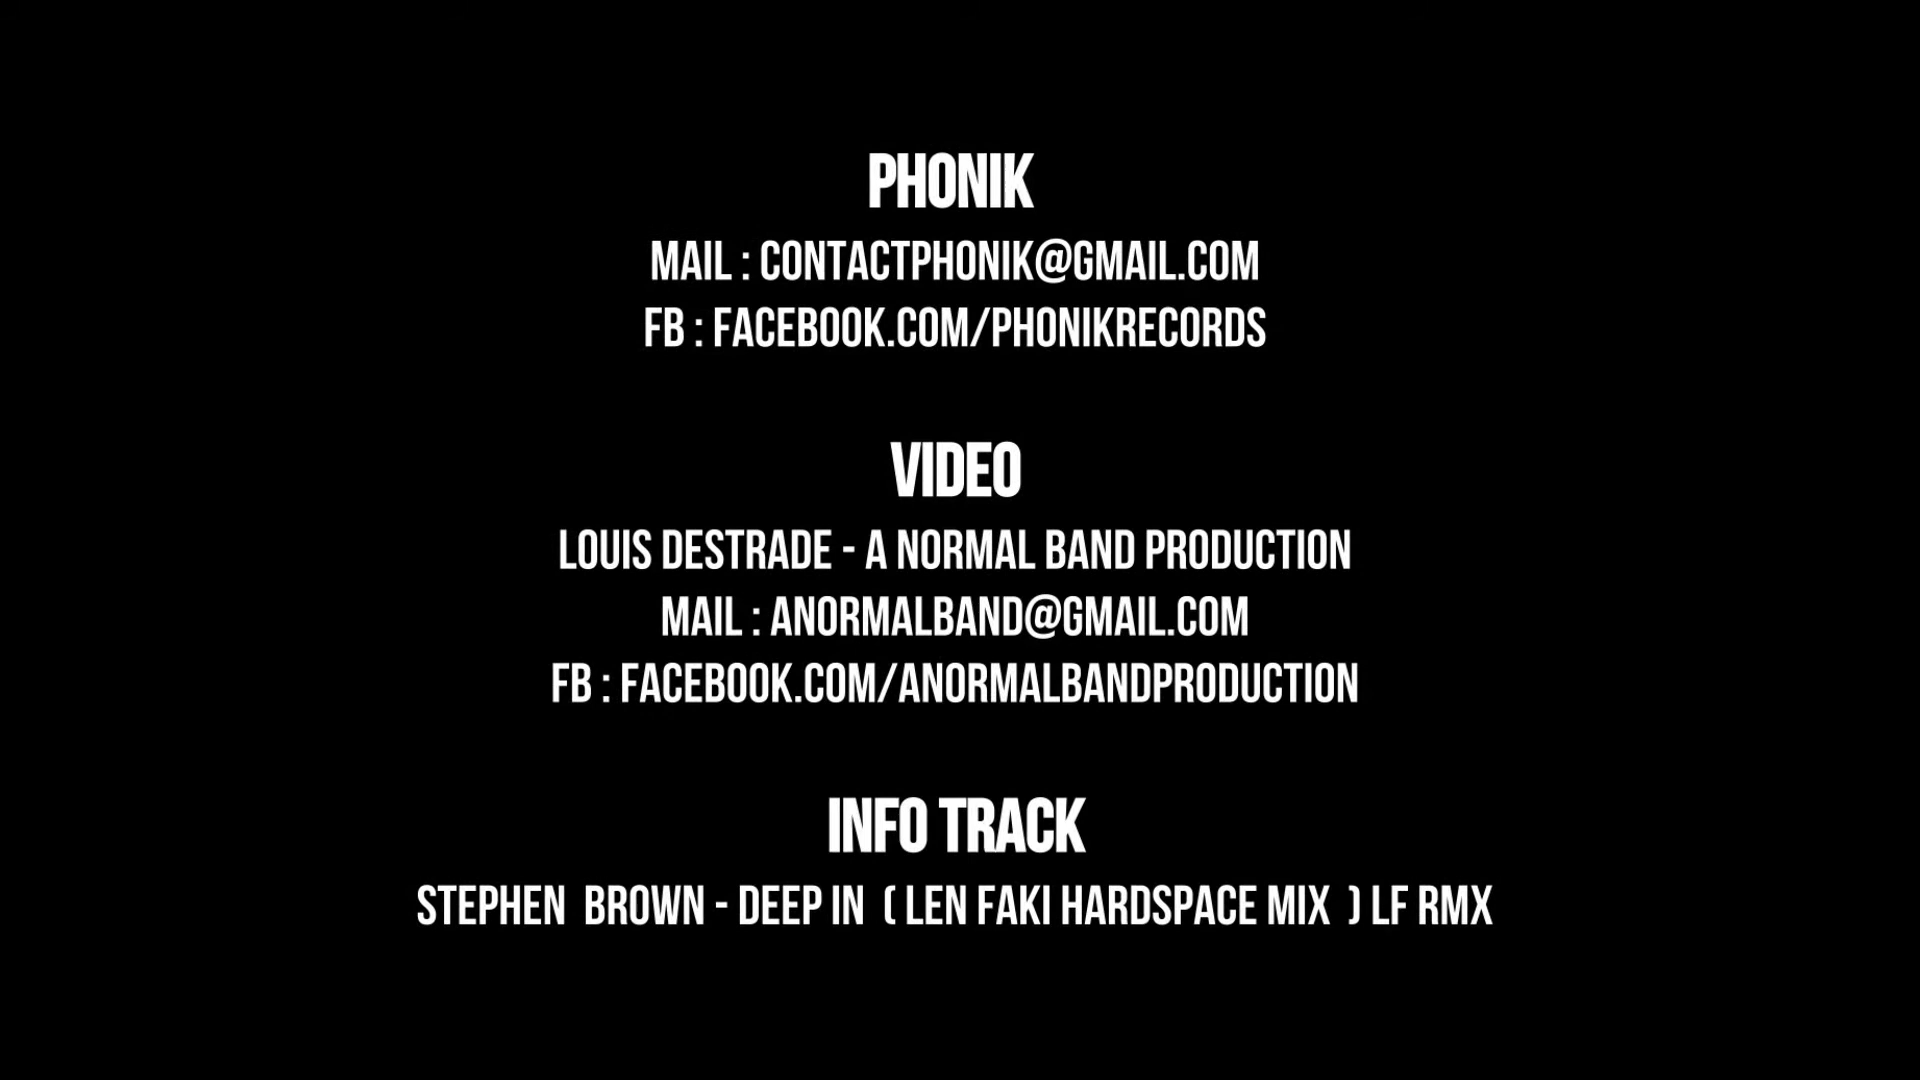 PHONIK
MAIL : CONTACTPHONIK@GMAIL.COM
FB : FACEBOOK.COM/PHONIKRECORDS
VIDEO
LOUIS DESTRADE - A NORMAL BAND PRODUCTION
MAIL : ANORMALBAND@GMAIL.COM
FB : FACEBOOK.COM/ANORMALBANDPRODUCTION
INFO TRACK
STEPHEN  BROWN - DEEP IN  ( LEN FAKI HARDSPACE MIX  ) LF RMX